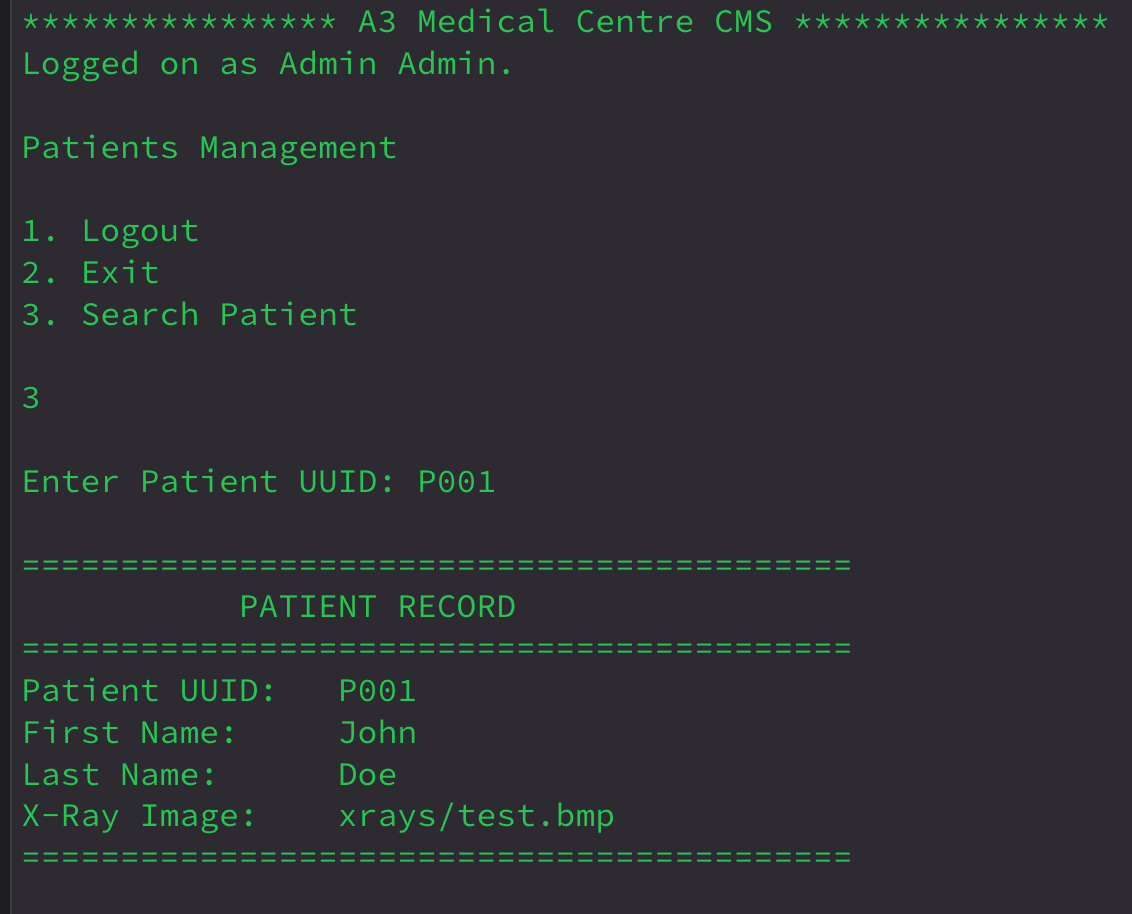 **************** A3 Medical Centre CMS ****************
Logged on as Admin Admin.
Patients Management
1. Logout
2. Exit
3. Search Patient
3
Enter Patient UUID: P001
==========================================
PATIENT RECORD
==========================================
Patient UUID: P001
First Name: John
Last Name: Doe
X-Ray Image: xrays/test.bmp
==========================================